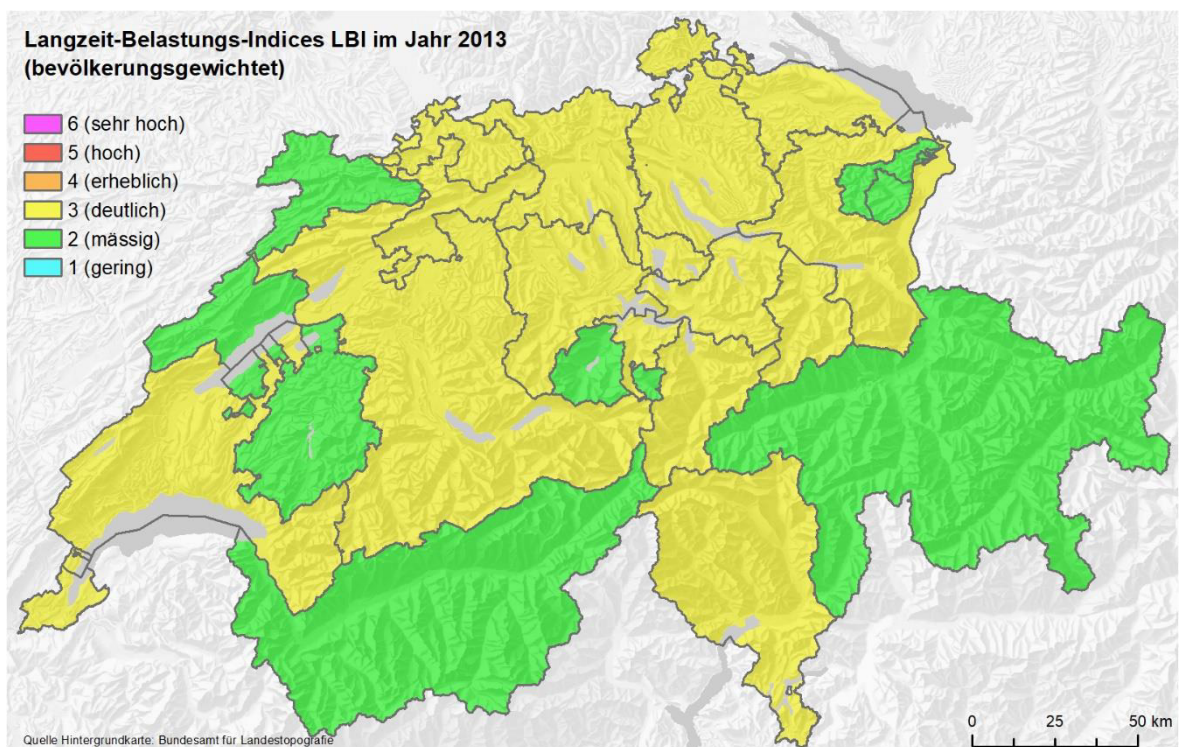 Langzeit-Belastungs-Indices LBI im Jahr 2013
(bevölkerungsgewichtet)
6 (sehr hoch)
5 (hoch)
4 (erheblich)
3 (deutlich)
2 (mässig)
1 (gering)
0 25 50 km
Quelle Hintergrundkarte: Bundesamt für Landestopografie